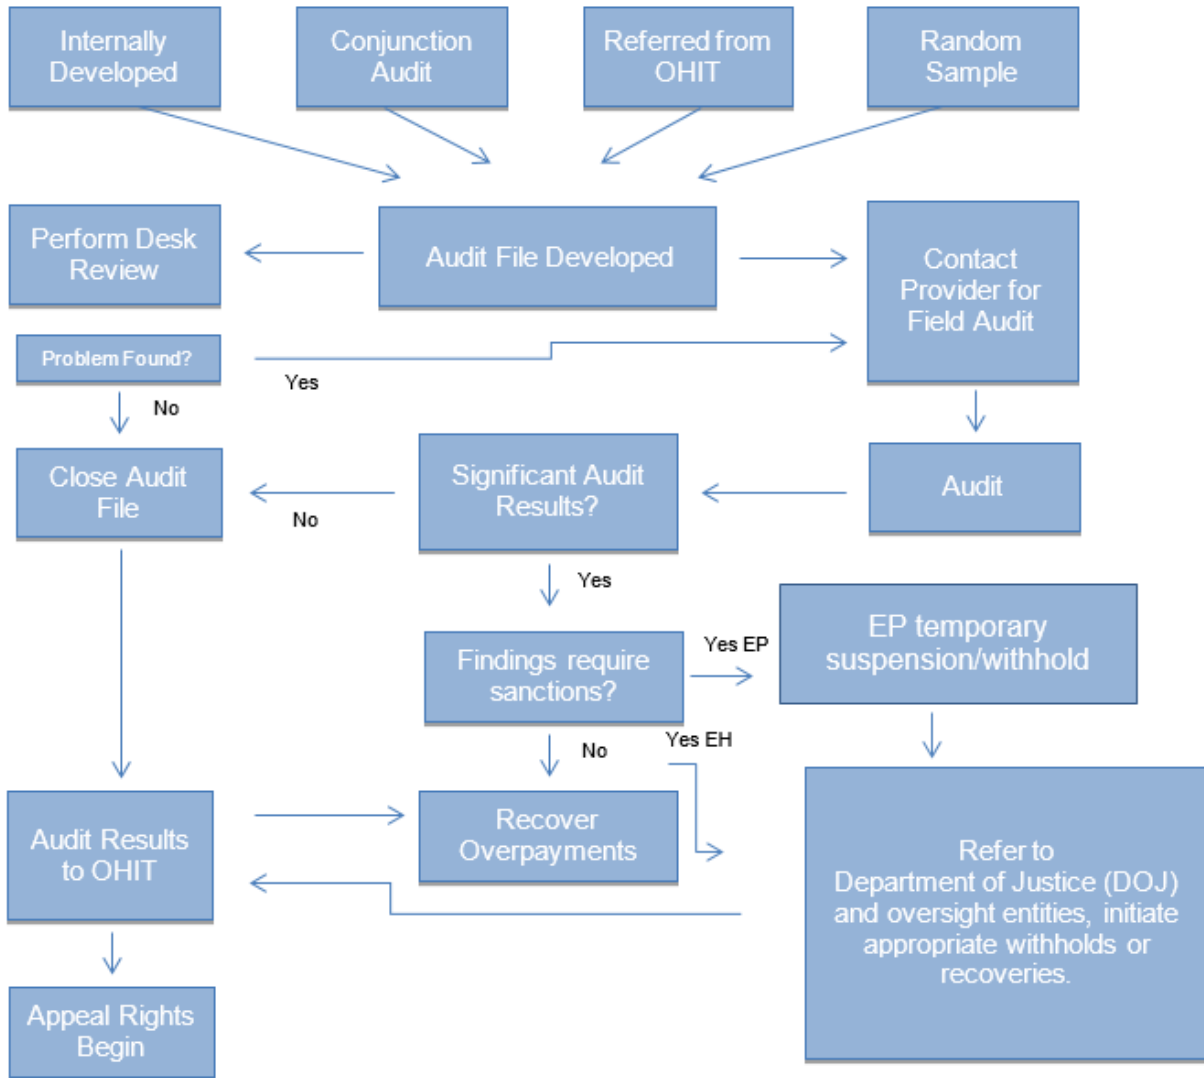 Internally
Developed
Conjunction
Audit
Referred from
OHIT
Random
Sample
Perform Desk
Review
Audit File Developed
Contact
Provider for
Field Audit
Problem Found?
Yes
No
Close Audit
File
Significant Audit
Results?
Audit
No
Yes
Findings require
sanctions?
Yes EP
EP temporary
suspension/withhold
No
Yes EH
Audit Results
to OHIT
Recover
Overpayments
Refer to
Department of Justice (DOJ)
and oversight entities, initiate
appropriate withholds or
recoveries.
Appeal Rights
Begin